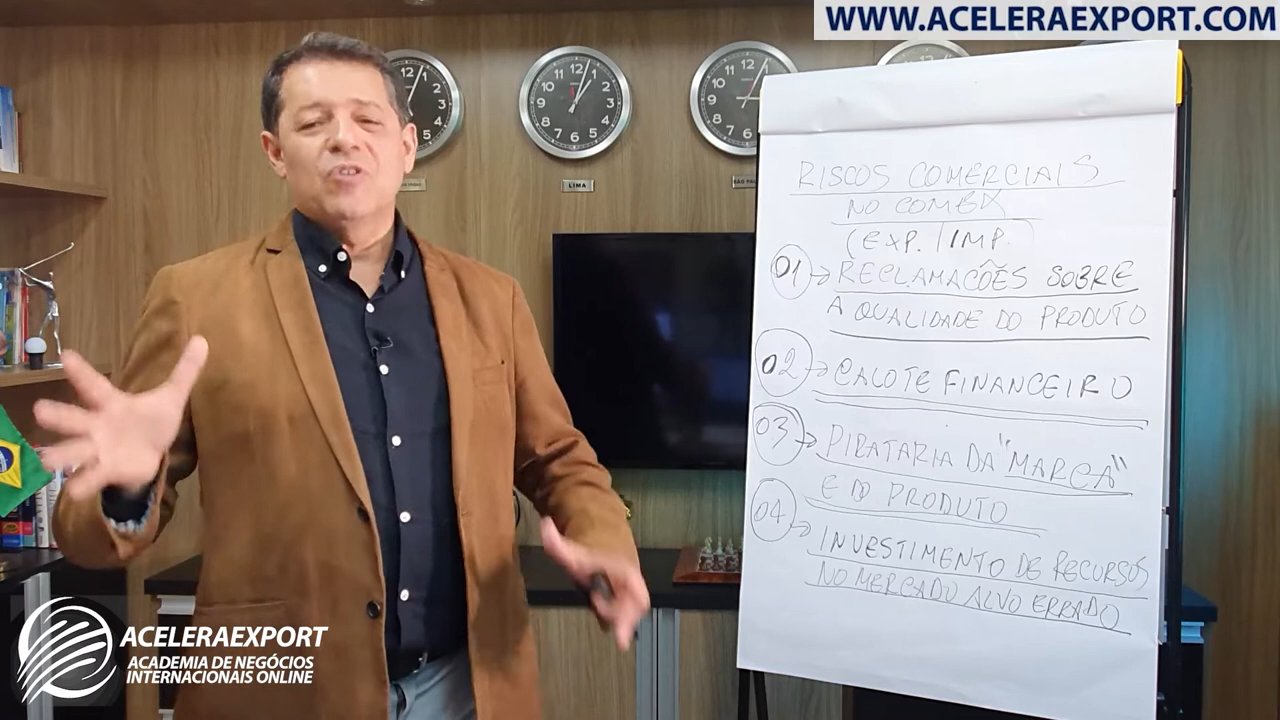 WWW.ACELERAEXPORT.COM
LIMA
RISCOS COMERCIAIS
NO COMEX
(EXP. / IMP.
01 → RECLAMAÇÕES SOBRE
A QUALIDADE DO PRODUTO
02 → CALOTE FINANCEIRO
03 → PIRATARIA DA "MARCA"
E DO PRODUTO
04 → INVESTIMENTO DE RECURSOS
NO MERCADO ALVO ERRADO
ACELERAEXPORT
ACADEMIA DE NEGÓCIOS
INTERNACIONAIS ONLINE